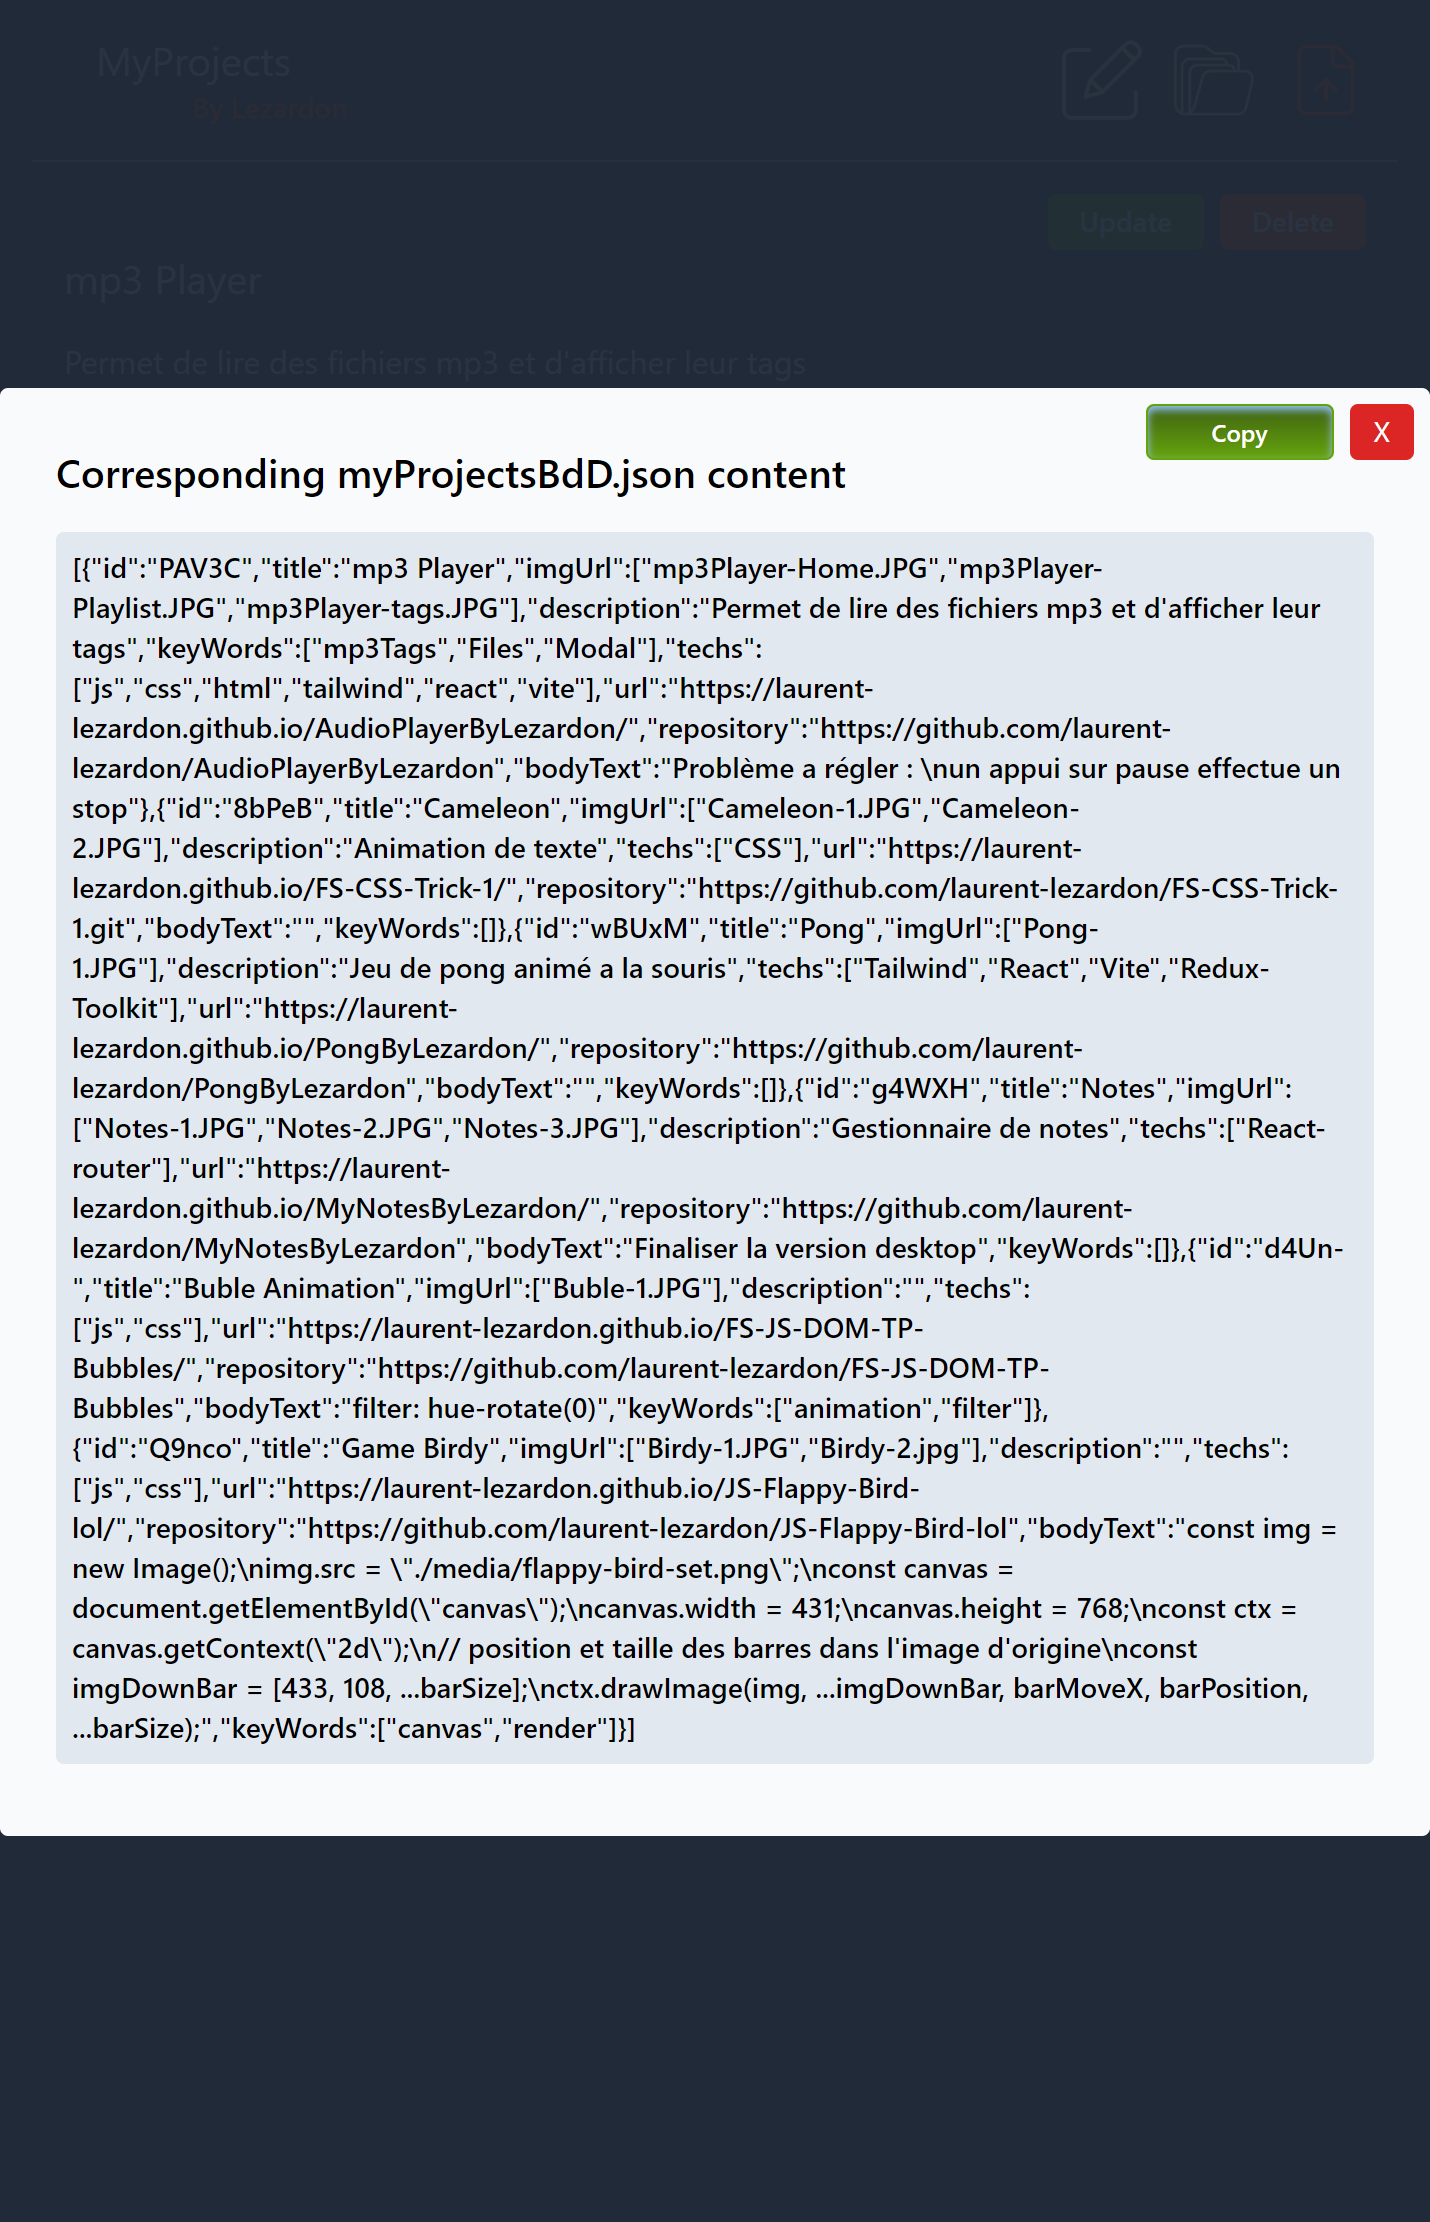 MyProjects
By Lezardon
Update
Delete
mp3 Player
Permet de lire des fichiers mp3 et d'afficher leur tags
Copy
X
Corresponding myProjectsBdD.json content
[{"id":"PAV3C","title":"mp3 Player","imgUrl":["mp3Player-Home.JPG","mp3Player-
Playlist.JPG","mp3Player-tags.JPG"],"description":"Permet de lire des fichiers mp3 et d'afficher leur
tags","keyWords":["mp3Tags","Files","Modal"],"techs":
["js","css","html","tailwind","react","vite"],"url":"https://laurent-
lezardon.github.io/AudioPlayerByLezardon/","repository":"https://github.com/laurent-
lezardon/AudioPlayerByLezardon","bodyText":"Problème a régler : \nun appui sur pause effectue un
stop"},{"id":"8bPeB","title":"Cameleon","imgUrl":["Cameleon-1.JPG","Cameleon-
2.JPG"],"description":"Animation de texte","techs":["CSS"],"url":"https://laurent-
lezardon.github.io/FS-CSS-Trick-1/","repository":"https://github.com/laurent-lezardon/FS-CSS-Trick-
1.git","bodyText":"","keyWords":[]},{"id":"wBUxM","title":"Pong","imgUrl":["Pong-
1.JPG"],"description":"Jeu de pong animé a la souris","techs":["Tailwind","React","Vite","Redux-
Toolkit"],"url":"https://laurent-
lezardon.github.io/PongByLezardon/","repository":"https://github.com/laurent-
lezardon/PongByLezardon","bodyText":"","keyWords":[]},{"id":"g4WXH","title":"Notes","imgUrl":
["Notes-1.JPG","Notes-2.JPG","Notes-3.JPG"],"description":"Gestionnaire de notes","techs":["React-
router"],"url":"https://laurent-
lezardon.github.io/MyNotesByLezardon/","repository":"https://github.com/laurent-
lezardon/MyNotesByLezardon","bodyText":"Finaliser la version desktop","keyWords":[]},{"id":"d4Un-
","title":"Buble Animation","imgUrl":["Buble-1.JPG"],"description":"","techs":
["js","css"],"url":"https://laurent-lezardon.github.io/FS-JS-DOM-TP-
Bubbles/","repository":"https://github.com/laurent-lezardon/FS-JS-DOM-TP-
Bubbles","bodyText":"filter: hue-rotate(0)","keyWords":["animation","filter"]},
{"id":"Q9nco","title":"Game Birdy","imgUrl":["Birdy-1.JPG","Birdy-2.jpg"],"description":"","techs":
["js","css"],"url":"https://laurent-lezardon.github.io/JS-Flappy-Bird-
lol/","repository":"https://github.com/laurent-lezardon/JS-Flappy-Bird-lol","bodyText":"const img =
new Image();\nimg.src = \"./media/flappy-bird-set.png\";\nconst canvas =
document.getElementById(\"canvas\");\ncanvas.width = 431;\ncanvas.height = 768;\nconst ctx =
canvas.getContext(\"2d\");\n// position et taille des barres dans l'image d'origine\nconst
imgDownBar = [433, 108, ...barSize];\nctx.drawImage(img, ...imgDownBar, barMoveX, barPosition,
...barSize);","keyWords":["canvas","render"]}]